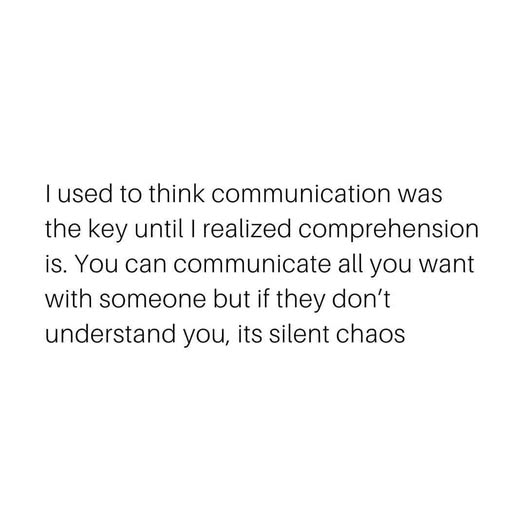 I used to think communication was
the key until I realized comprehension
is. You can communicate all you want
with someone but if they don’t
understand you, its silent chaos